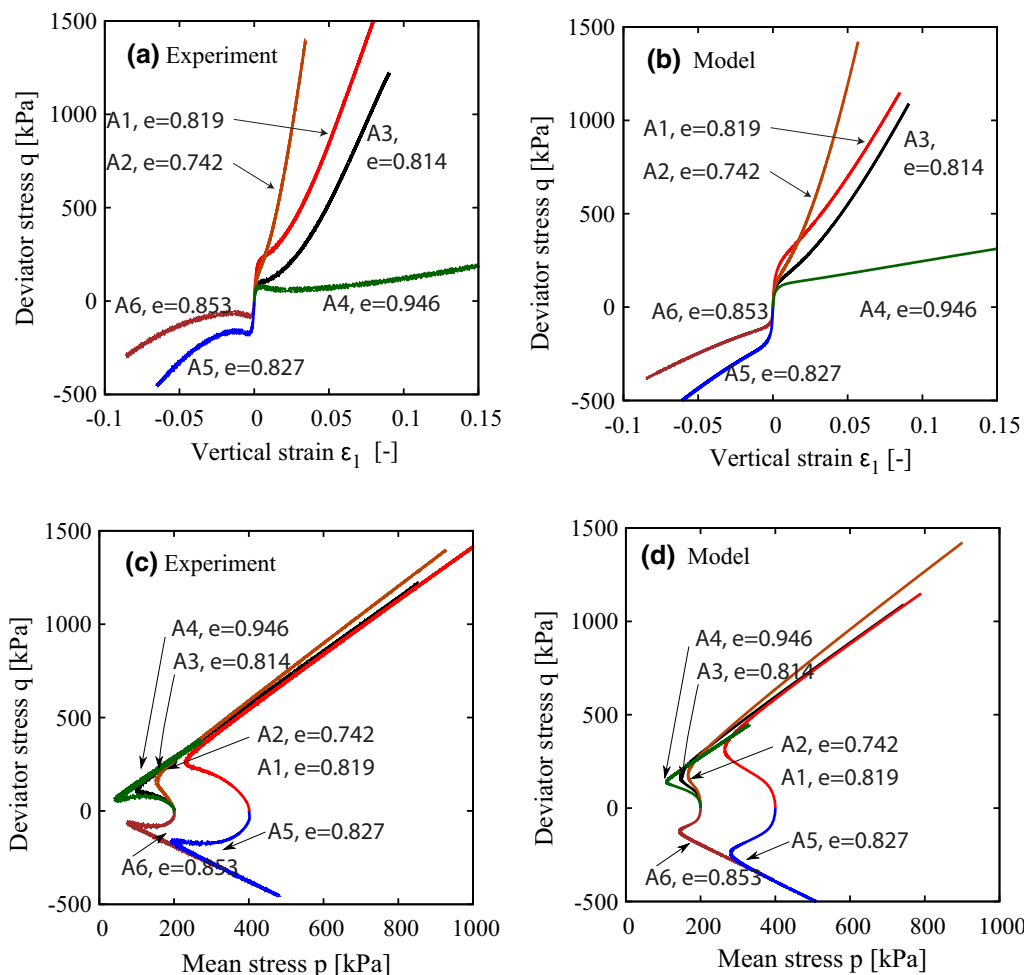 1500
1000
500
0
-500
-0.1
-0.05
0
0.05
0.1
0.15
Deviator stress q [kPa]
Vertical strain ε1 [-]
(a) Experiment
A1, e=0.819
A2, e=0.742
A3,
e=0.814
A6, e=0.853
A4, e=0.946
A5, e=0.827
1500
1000
500
0
-500
-0.1
-0.05
0
0.05
0.1
0.15
Deviator stress q [kPa]
Vertical strain ε1 [-]
(b) Model
A1, e=0.819
A2, e=0.742
A3,
e=0.814
A6, e=0.853
A4, e=0.946
A5, e=0.827
1500
1000
500
0
-500
0
200
400
600
800
1000
Deviator stress q [kPa]
Mean stress p [kPa]
(c) Experiment
A4, e=0.946
A3, e=0.814
A2, e=0.742
A1, e=0.819
A5, e=0.827
A6, e=0.853
1500
1000
500
0
-500
0
200
400
600
800
1000
Deviator stress q [kPa]
Mean stress p [kPa]
(d) Model
A4, e=0.946
A3, e=0.814
A2, e=0.742
A1, e=0.819
A5, e=0.827
A6, e=0.853